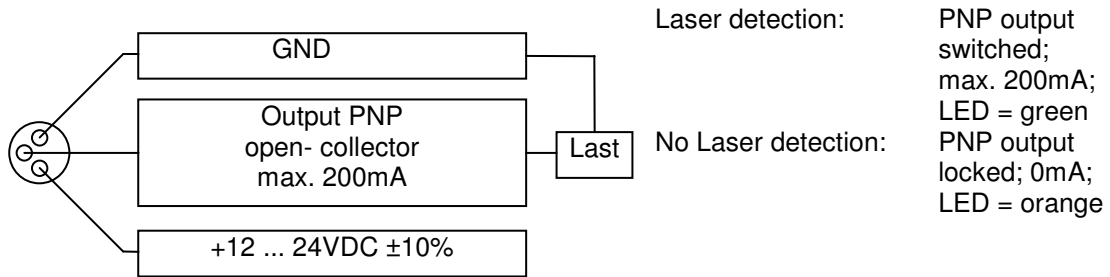 GND
Output PNP
open- collector
max. 200mA
+12 ... 24VDC ±10%
Last
Laser detection:
PNP output
switched;
max. 200mA;
LED = green
No Laser detection:
PNP output
locked; 0mA;
LED = orange